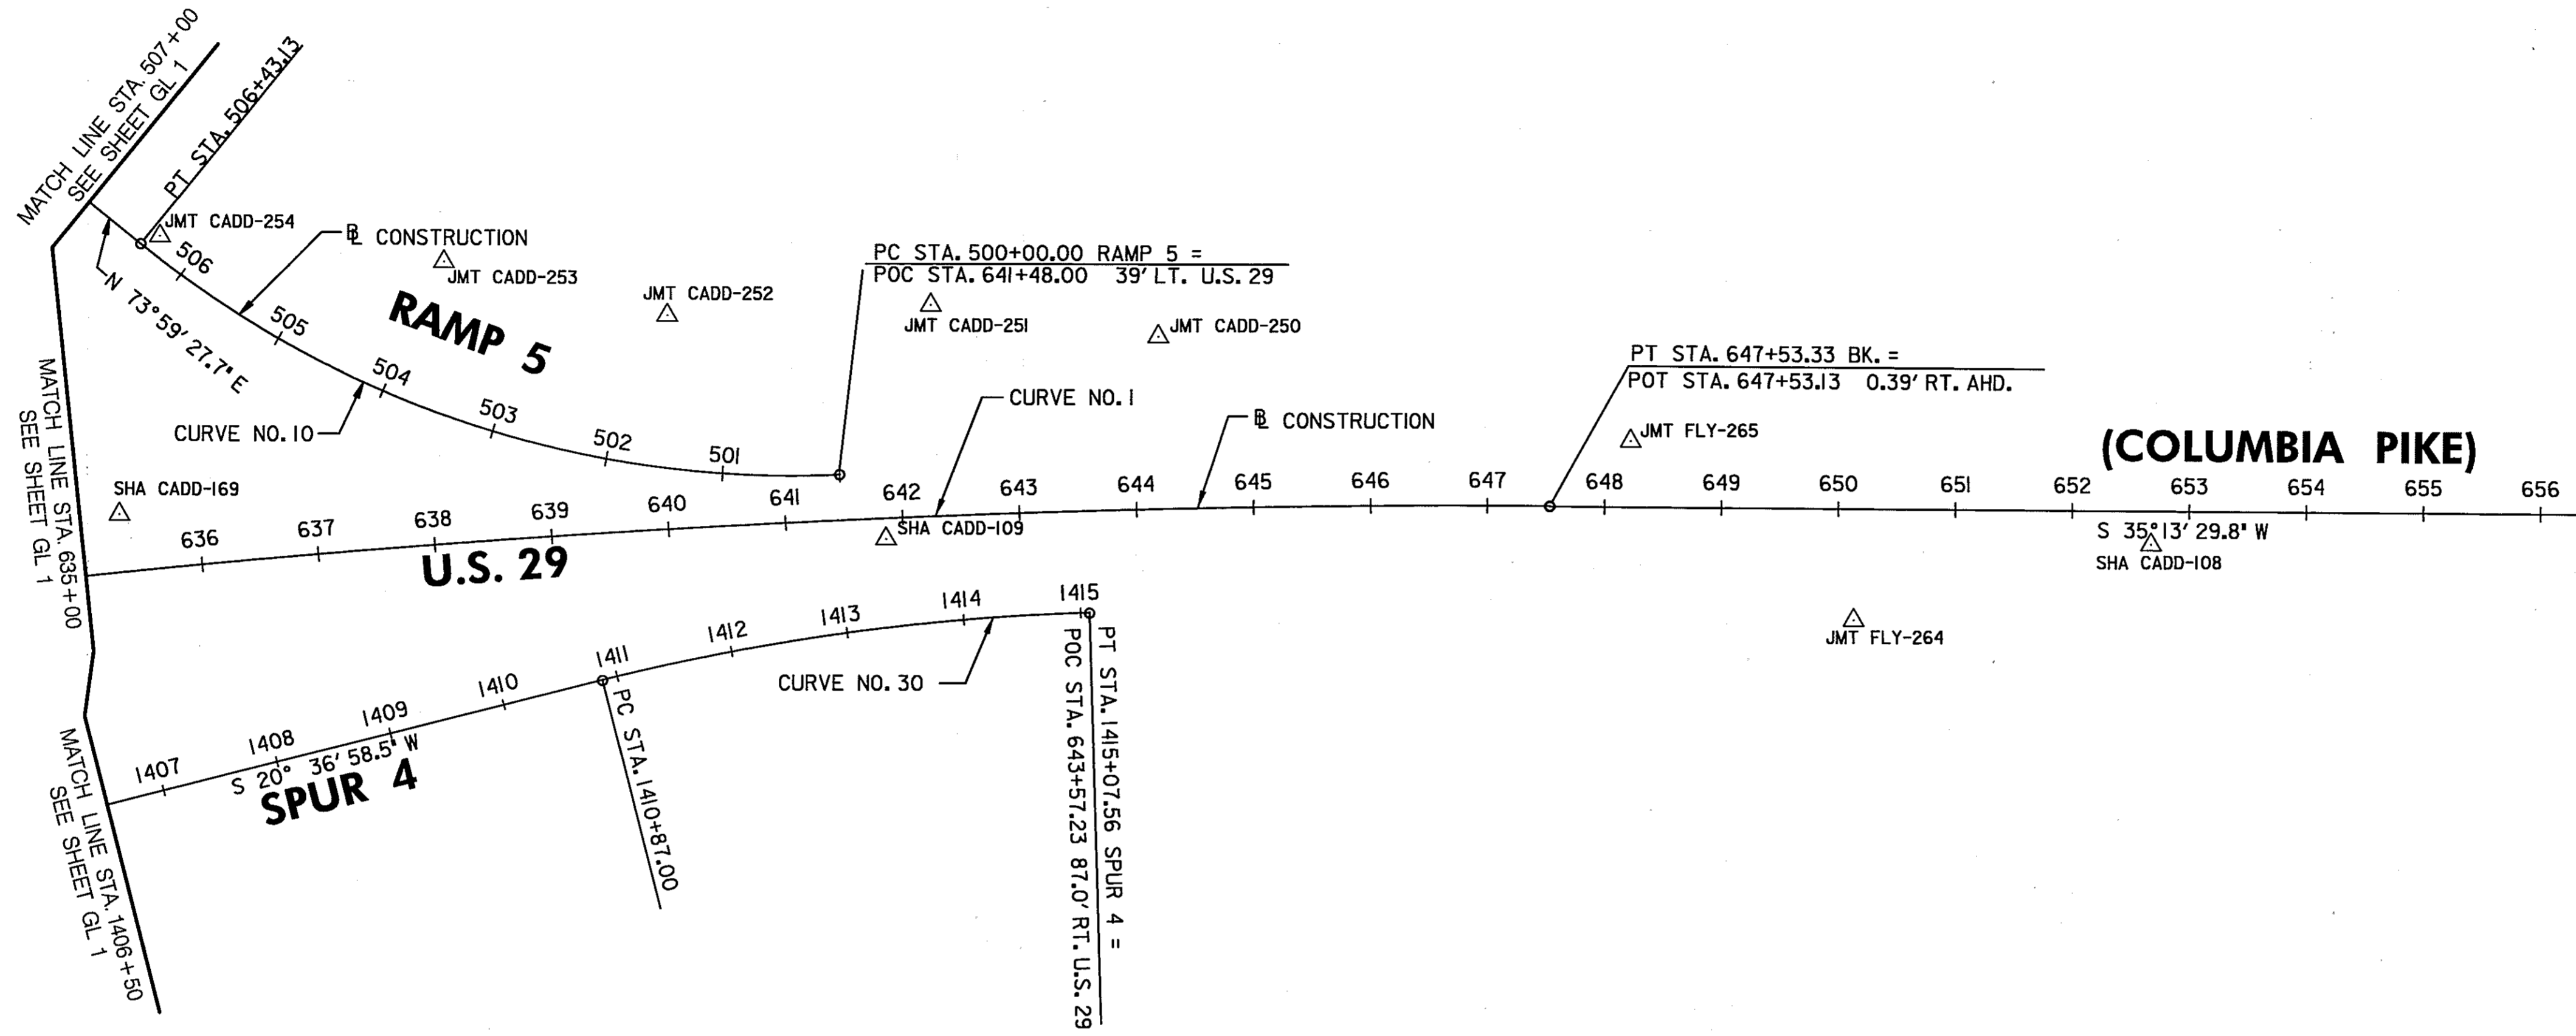 MATCH LINE STA. 507+00
SEE SHEET GL 1
PT STA. 506+43.13
JMT CADD-254
506
N 73°59'27.7" E
℄ CONSTRUCTION
JMT CADD-253
505
RAMP 5
504
CURVE NO. 10
503
502
501
JMT CADD-252
PC STA. 500+00.00 RAMP 5 =
POC STA. 641+48.00 39' LT. U.S. 29
JMT CADD-251
JMT CADD-250
CURVE NO. 1
℄ CONSTRUCTION
PT STA. 647+53.33 BK. =
POT STA. 647+53.13 0.39' RT. AHD.
JMT FLY-265
(COLUMBIA PIKE)
MATCH LINE STA. 635+00
SEE SHEET GL 1
SHA CADD-169
636
637
638
639
640
641
642
643
644
645
646
647
648
649
650
651
652
653
654
655
656
U.S. 29
SHA CADD-109
S 35°13' 29.8" W
SHA CADD-108
JMT FLY-264
MATCH LINE STA. 1406+50
SEE SHEET GL 1
1407
1408
1409
1410
1411
1412
1413
1414
1415
S 20° 36' 58.5" W
SPUR 4
PC STA. 1410+87.00
CURVE NO. 30
PT STA. 1415+07.56 SPUR 4 =
POC STA. 643+57.23 87.0' RT. U.S. 29